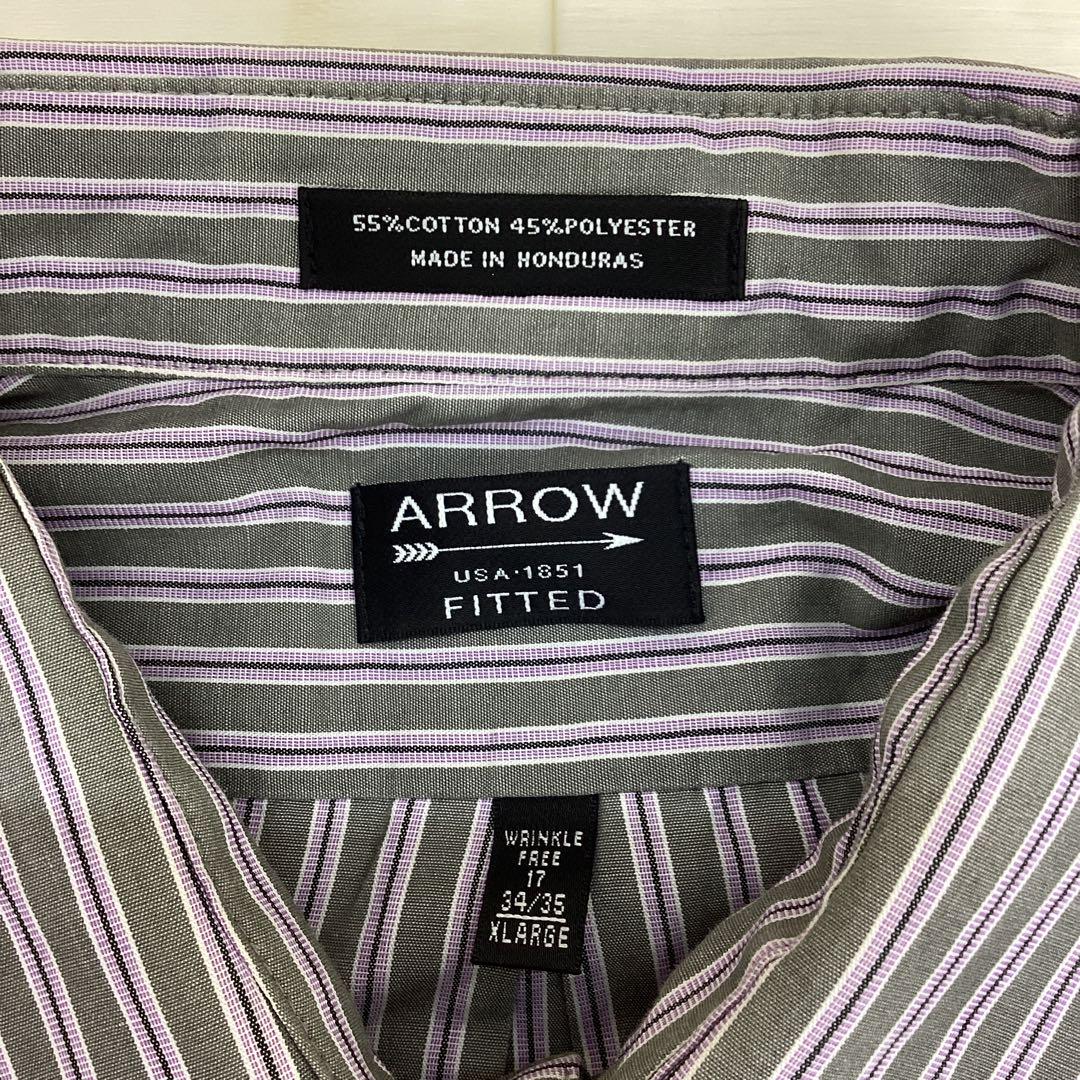 55%COTTON 45%POLYESTER
MADE IN HONDURAS
ARROW
USA·1851
FITTED
WRINKLE
FREE
17
34/35
XLARGE